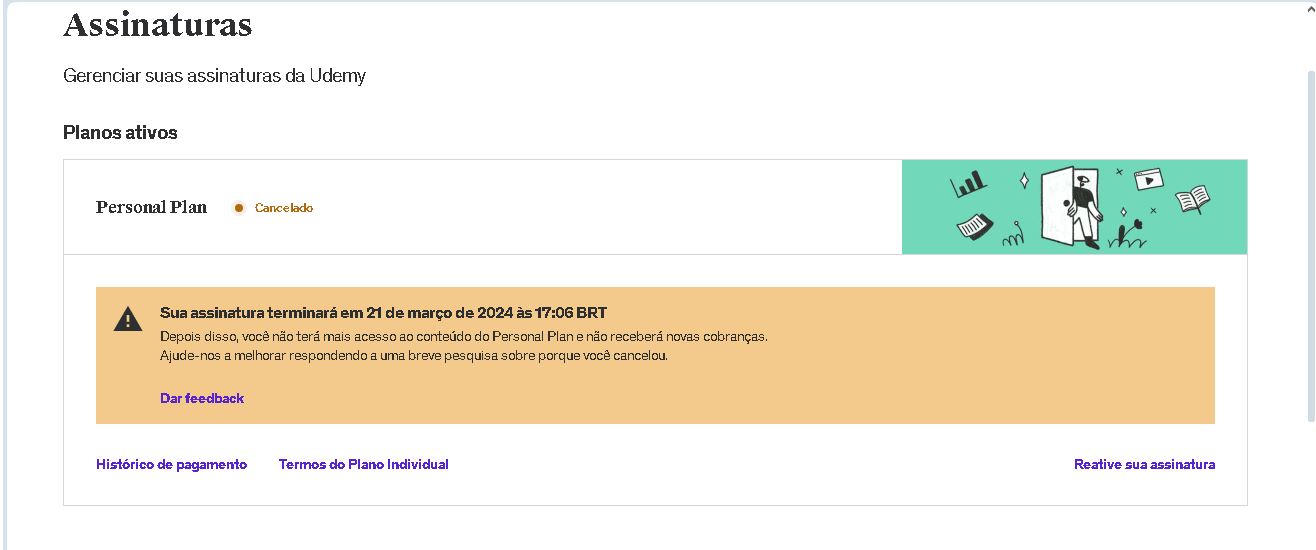 Assinaturas
Gerenciar suas assinaturas da Udemy
Planos ativos
Personal Plan
Cancelado
Sua assinatura terminará em 21 de março de 2024 às 17:06 BRT
Depois disso, você não terá mais acesso ao conteúdo do Personal Plan e não receberá novas cobranças.
Ajude-nos a melhorar respondendo a uma breve pesquisa sobre porque você cancelou.
Dar feedback
Histórico de pagamento
Termos do Plano Individual
Reative sua assinatura